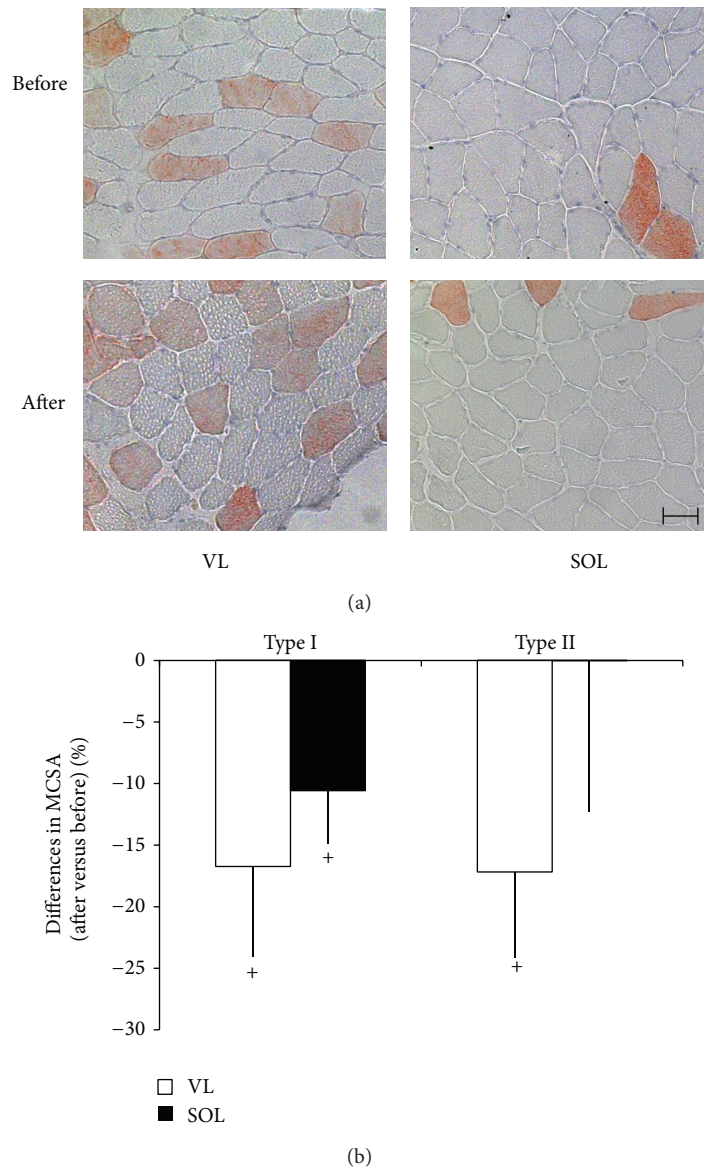 Before
After
VL
SOL
(a)
Type I
Type II
0
−5
−10
−15
−20
−25
−30
Differences in MCSA
(after versus before) (%)
+
+
+
VL
SOL
(b)